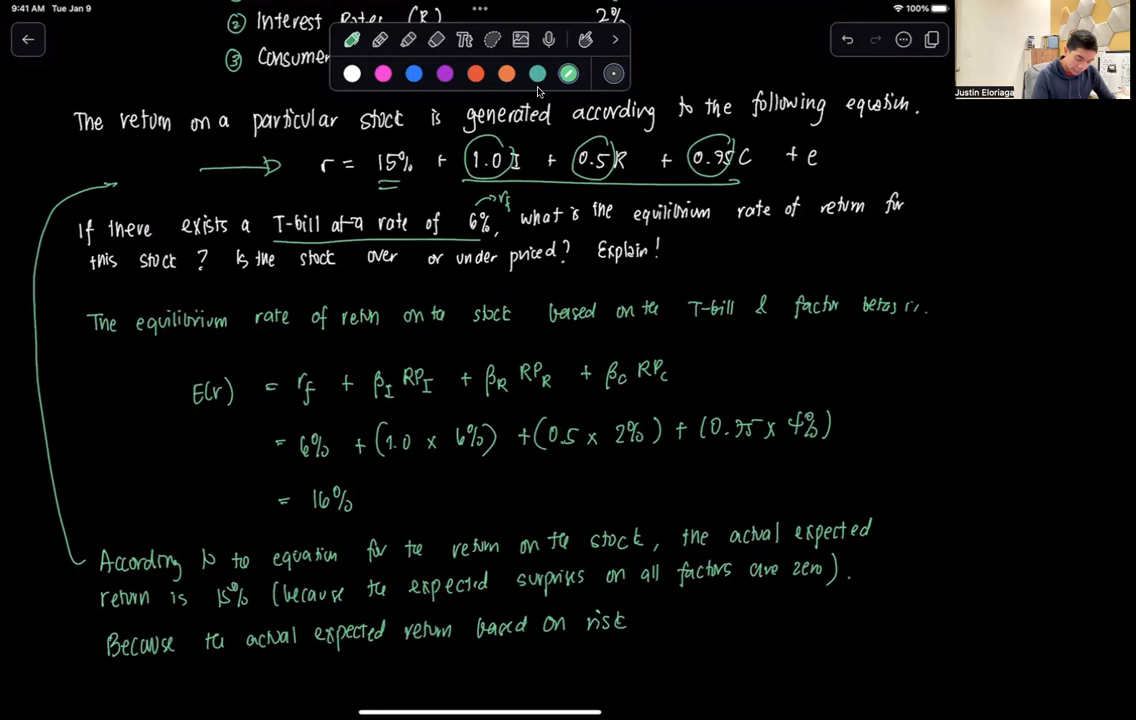 9:41 AM Tue Jan 9
100%
② Interest Rates (R) 2%
③ Consumer
Justin Eloriaga
The return on a particular stock is generated according to the following equation.
r = 15% + 1.0 I + 0.5 R + 0.75 C + e
rf
If there exists a T-bill at a rate of 6%, what is the equilibrium rate of return for
this stock? Is the stock over or under priced? Explain!
The equilibrium rate of return on the stock based on the T-bill & factor betas is.
E(r) = rf + βI RPI + βR RPR + βC RPC
= 6% + (1.0 x 6%) + (0.5 x 2%) + (0.75 x 4%)
= 16%
According to the equation for the return on the stock, the actual expected
return is 15% (because the expected surprises on all factors are zero).
Because the actual expected return based on risk